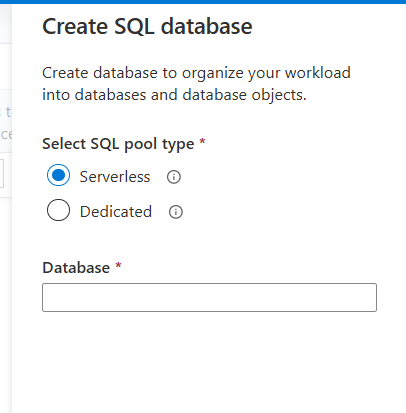 Create SQL database
Create database to organize your workload
into databases and database objects.
Select SQL pool type *
Serverless
Dedicated
Database *